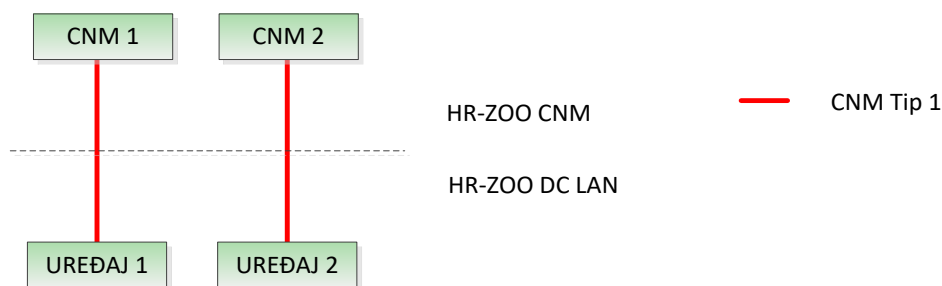 CNM 1
CNM 2
HR-ZOO CNM
CNM Tip 1
HR-ZOO DC LAN
UREĐAJ 1
UREĐAJ 2